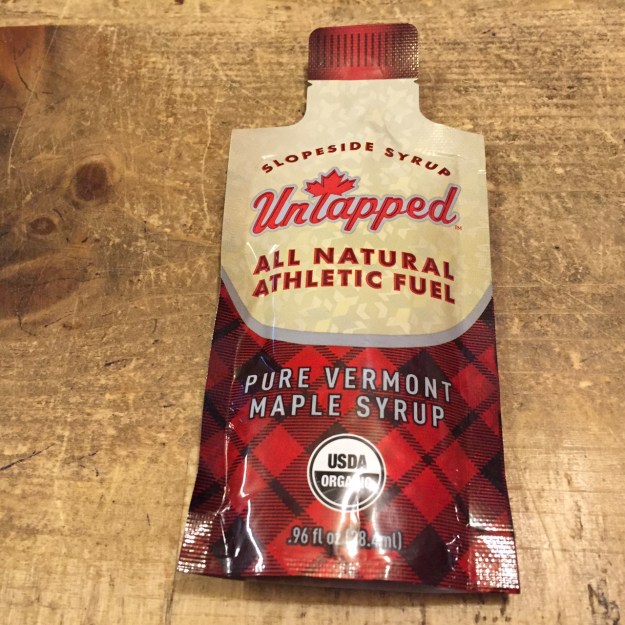 SLOPESIDE SYRUP
UnTapped
ALL NATURAL
ATHLETIC FUEL
PURE VERMONT
MAPLE SYRUP
USDA
ORGANIC
.96 fl oz (28.4ml)